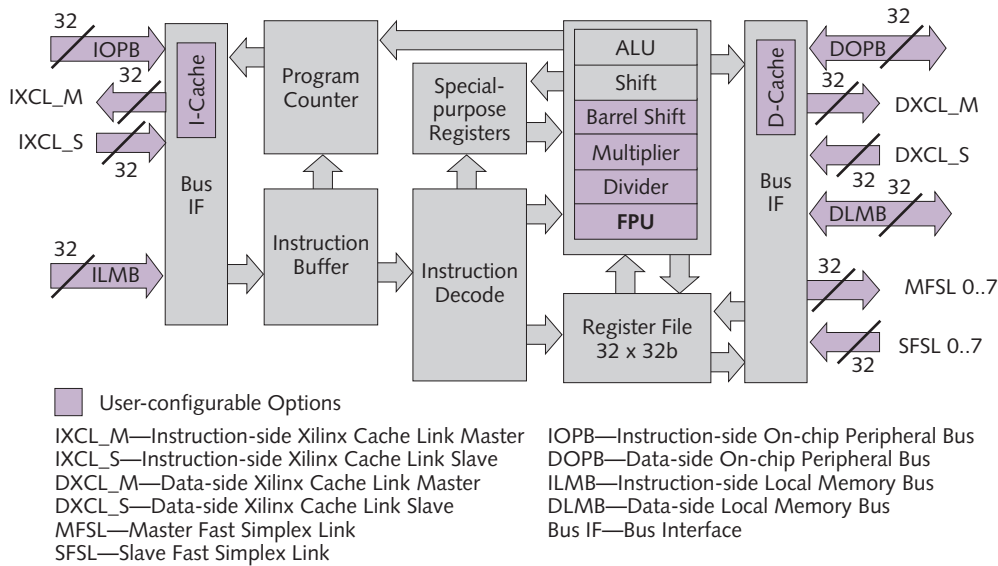 32
IOPB
32
IXCL_M
IXCL_S
32
I-Cache
Bus
IF
32
ILMB
Program
Counter
Instruction
Buffer
Special-
purpose
Registers
Instruction
Decode
ALU
Shift
Barrel Shift
Multiplier
Divider
FPU
Register File
32 x 32b
D-Cache
Bus
IF
32
DOPB
32
DXCL_M
DXCL_S
32
32
DLMB
32
MFSL 0..7
SFSL 0..7
32
User-configurable Options
IXCL_M—Instruction-side Xilinx Cache Link Master
IXCL_S—Instruction-side Xilinx Cache Link Slave
DXCL_M—Data-side Xilinx Cache Link Master
DXCL_S—Data-side Xilinx Cache Link Slave
MFSL—Master Fast Simplex Link
SFSL—Slave Fast Simplex Link
IOPB—Instruction-side On-chip Peripheral Bus
DOPB—Data-side On-chip Peripheral Bus
ILMB—Instruction-side Local Memory Bus
DLMB—Data-side Local Memory Bus
Bus IF—Bus Interface